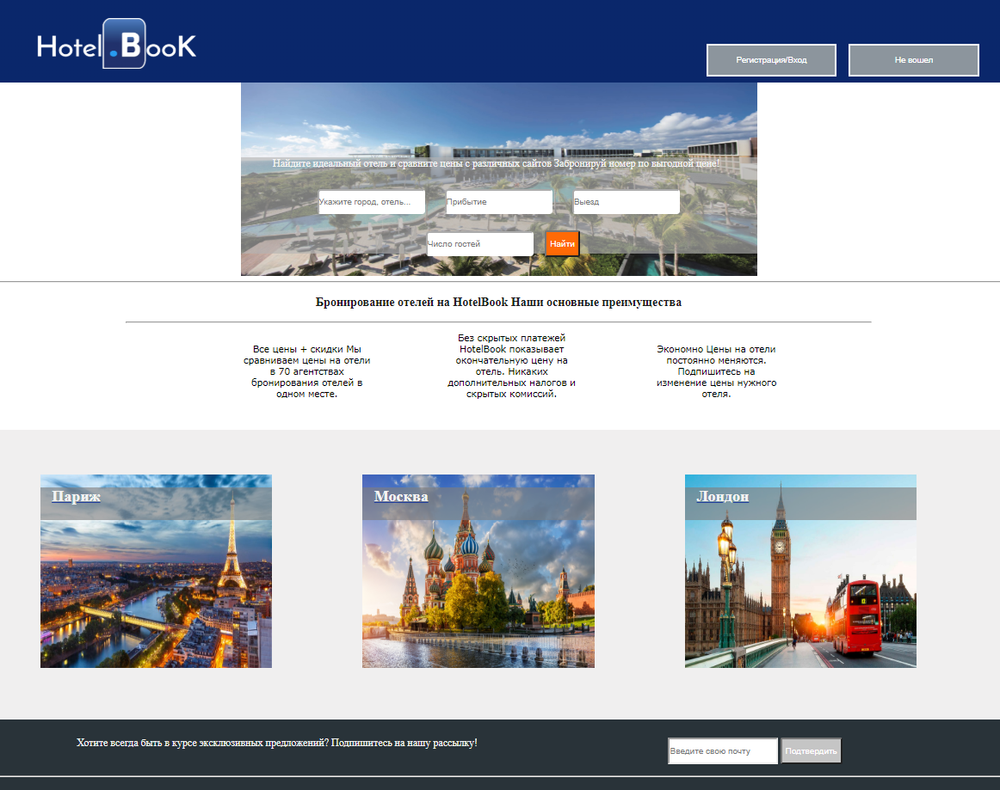 Hotel.BooK
Регистрация/Вход
Не вошел
Найдите идеальный отель и сравните цены с различных сайтов Забронируй номер по выгодной цене!
Укажите город, отель...
Прибытие
Выезд
Число гостей
Найти
Бронирование отелей на HotelBook Наши основные преимущества
Все цены + скидки Мы
сравниваем цены на отели
в 70 агентствах
бронирования отелей в
одном месте.
Без скрытых платежей
HotelBook показывает
окончательную цену на
отель. Никаких
дополнительных налогов и
скрытых комиссий.
Экономно Цены на отели
постоянно меняются.
Подпишитесь на
изменение цены нужного
отеля.
Париж
Москва
Лондон
Хотите всегда быть в курсе эксклюзивных предложений? Подпишитесь на нашу рассылку!
Введите свою почту
Подтвердить